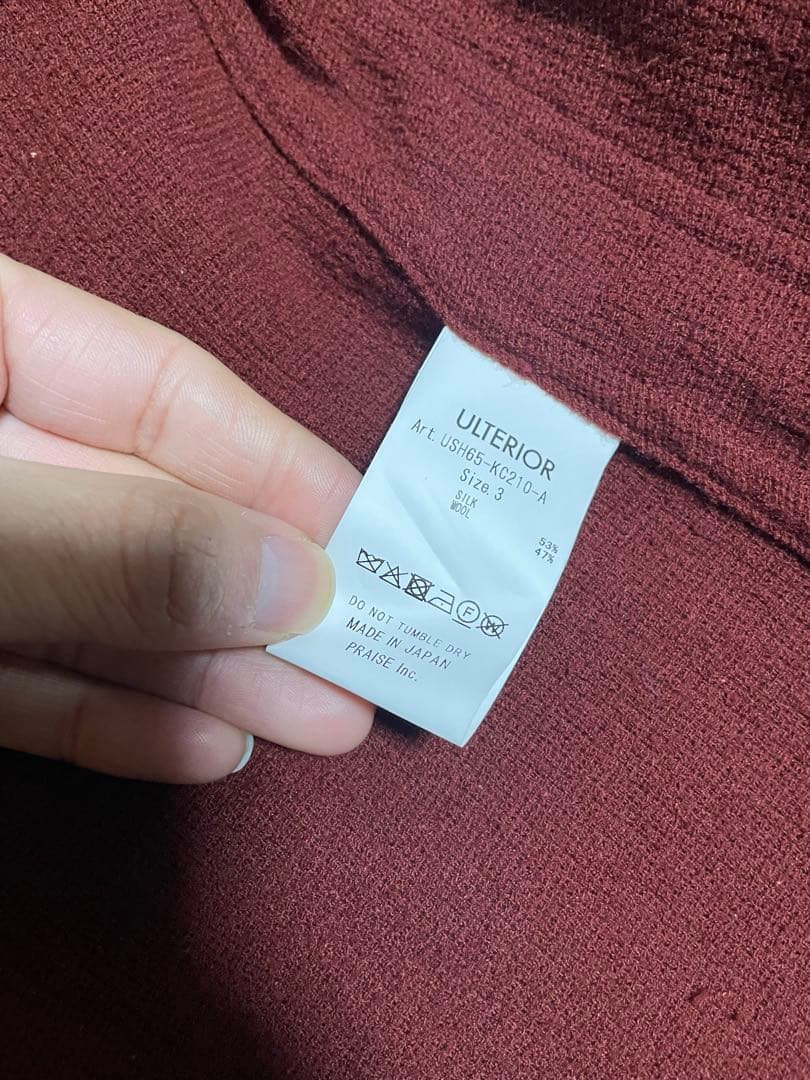 ULTERIOR
Art. USH65-KC210-A
Size. 3
SILK 53%
WOOL 47%
F W
DO NOT TUMBLE DRY
MADE IN JAPAN
PRAISE Inc.